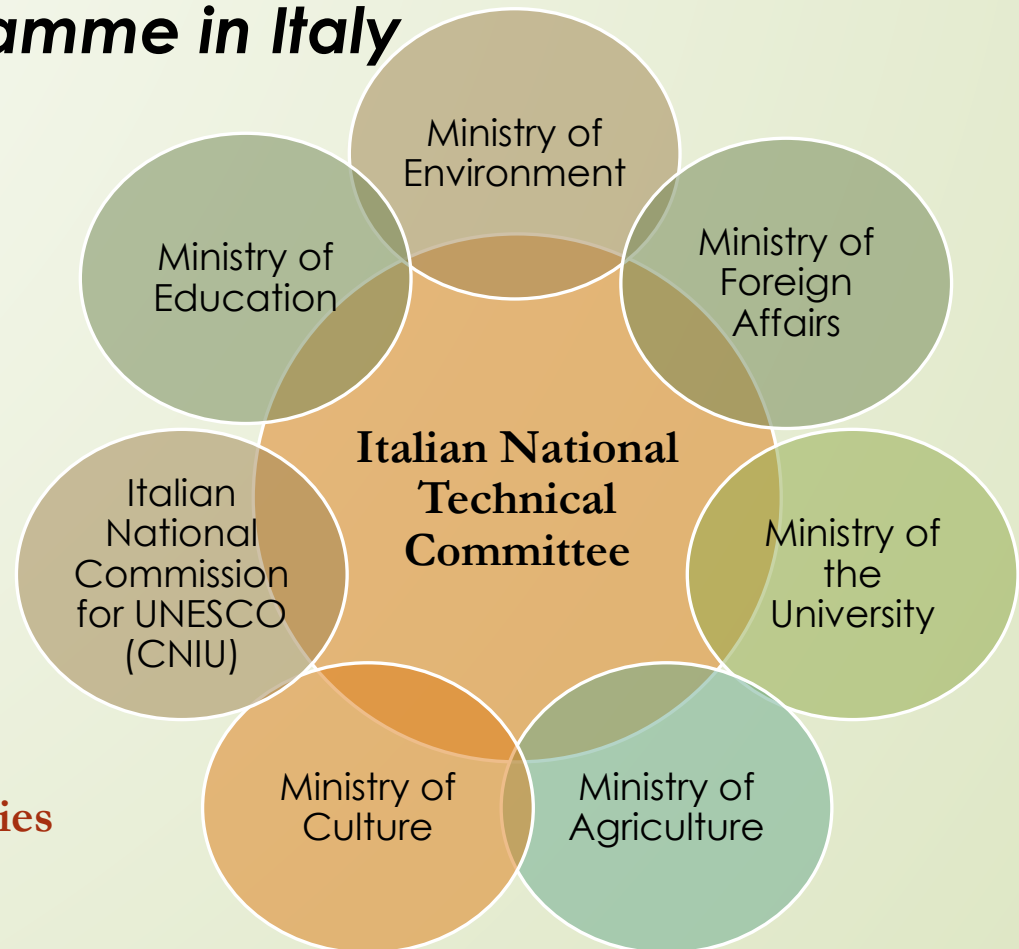 amme in Italy
Ministry of
Environment
Ministry of
Foreign
Affairs
Ministry of
Education
Italian National
Technical
Committee
Italian
National
Commission
for UNESCO
(CNIU)
Ministry of
the
University
Ministry of
Culture
Ministry of
Agriculture
ies